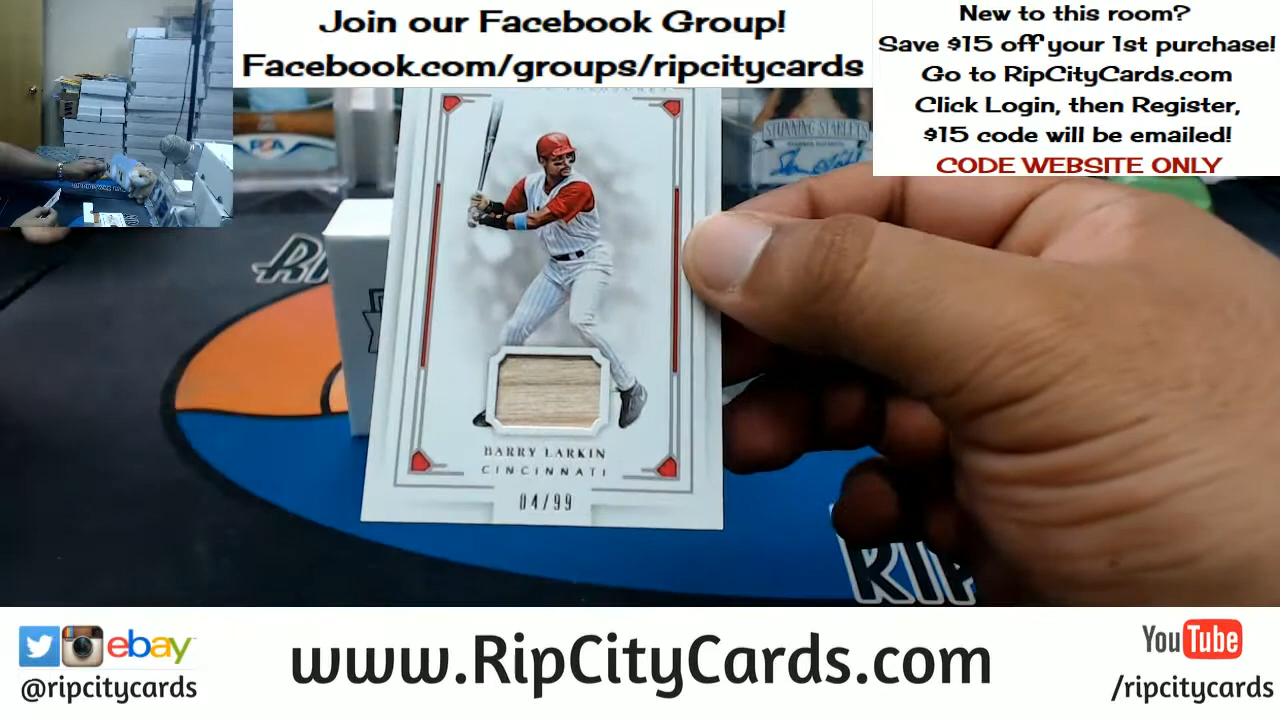 Join our Facebook Group!
Facebook.com/groups/ripcitycards
New to this room?
Save $15 off your 1st purchase!
Go to RipCityCards.com
Click Login, then Register,
$15 code will be emailed!
CODE WEBSITE ONLY
PSA
STUNNING STARLETS
BARRY LARKIN
CINCINNATI
04/99
RIP
ebay
@ripcitycards
www.RipCityCards.com
YouTube
/ripcitycards